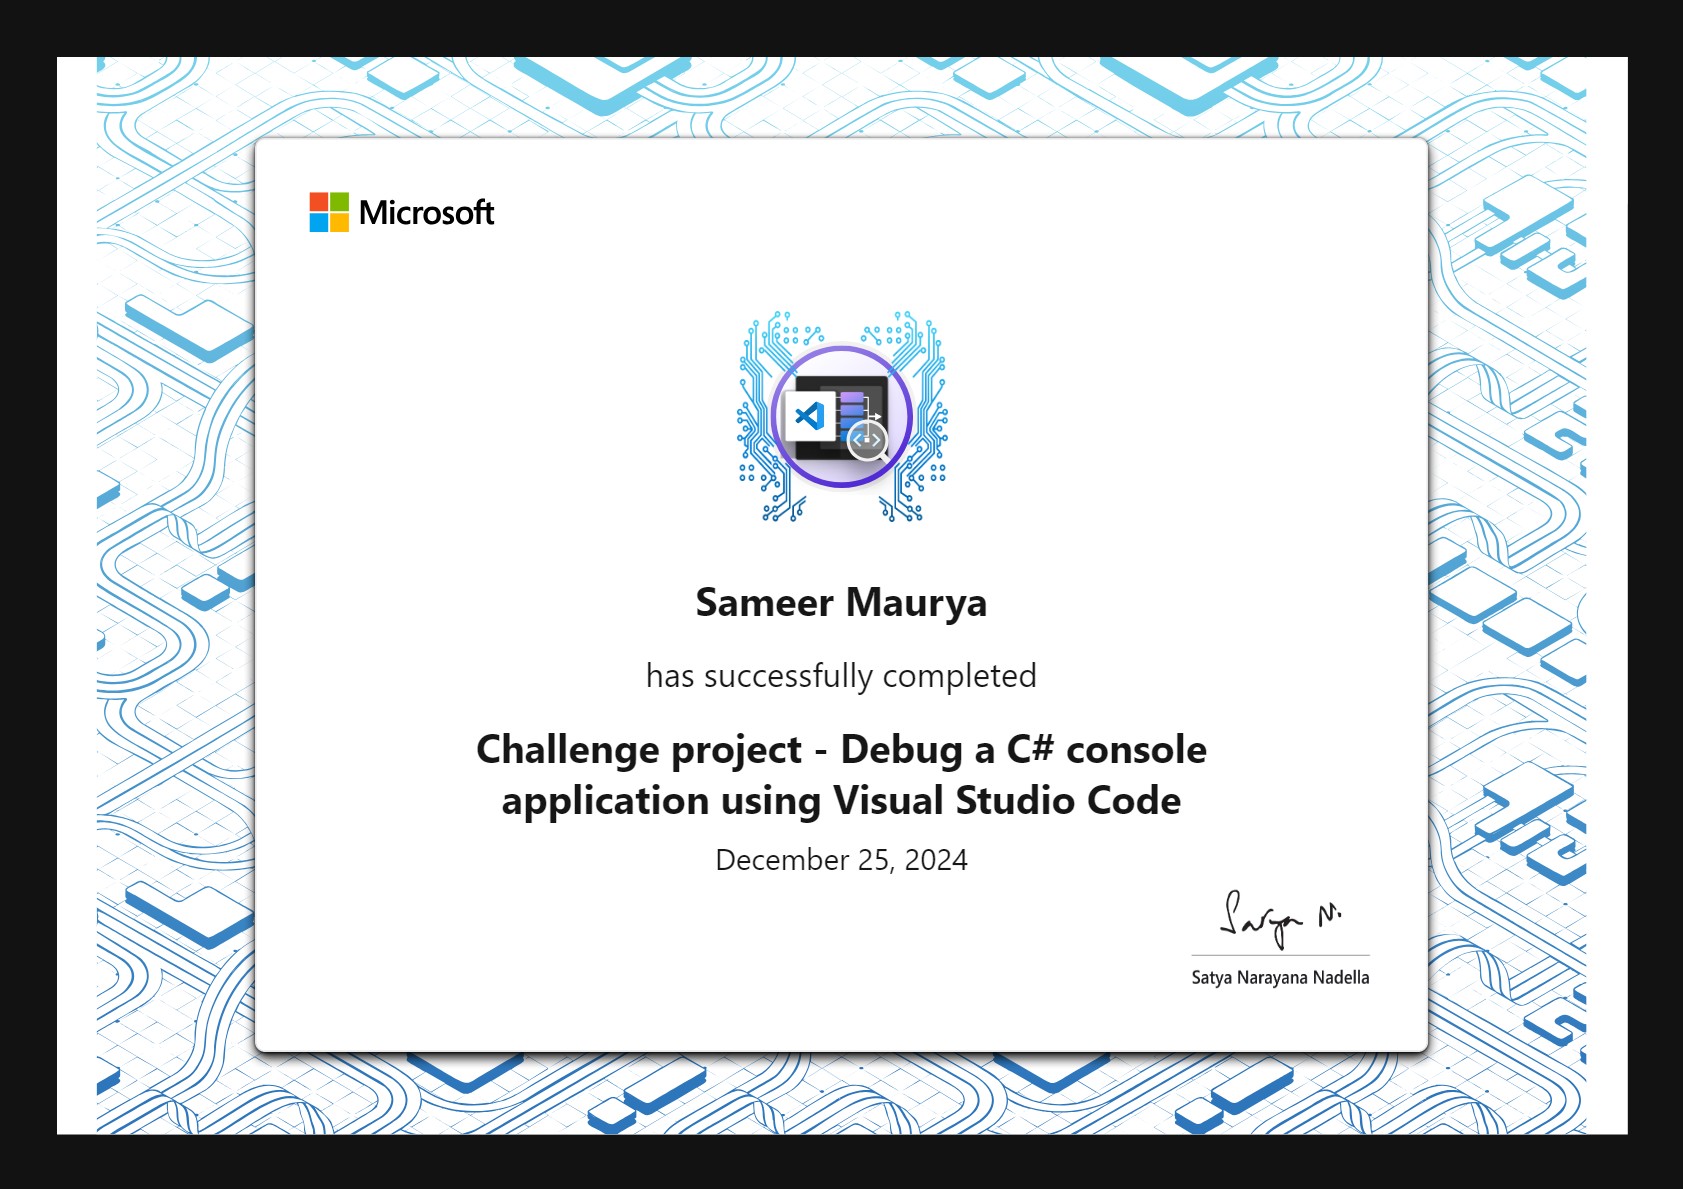 Microsoft
Sameer Maurya
has successfully completed
Challenge project - Debug a C# console
application using Visual Studio Code
December 25, 2024
Satya N.
Satya Narayana Nadella